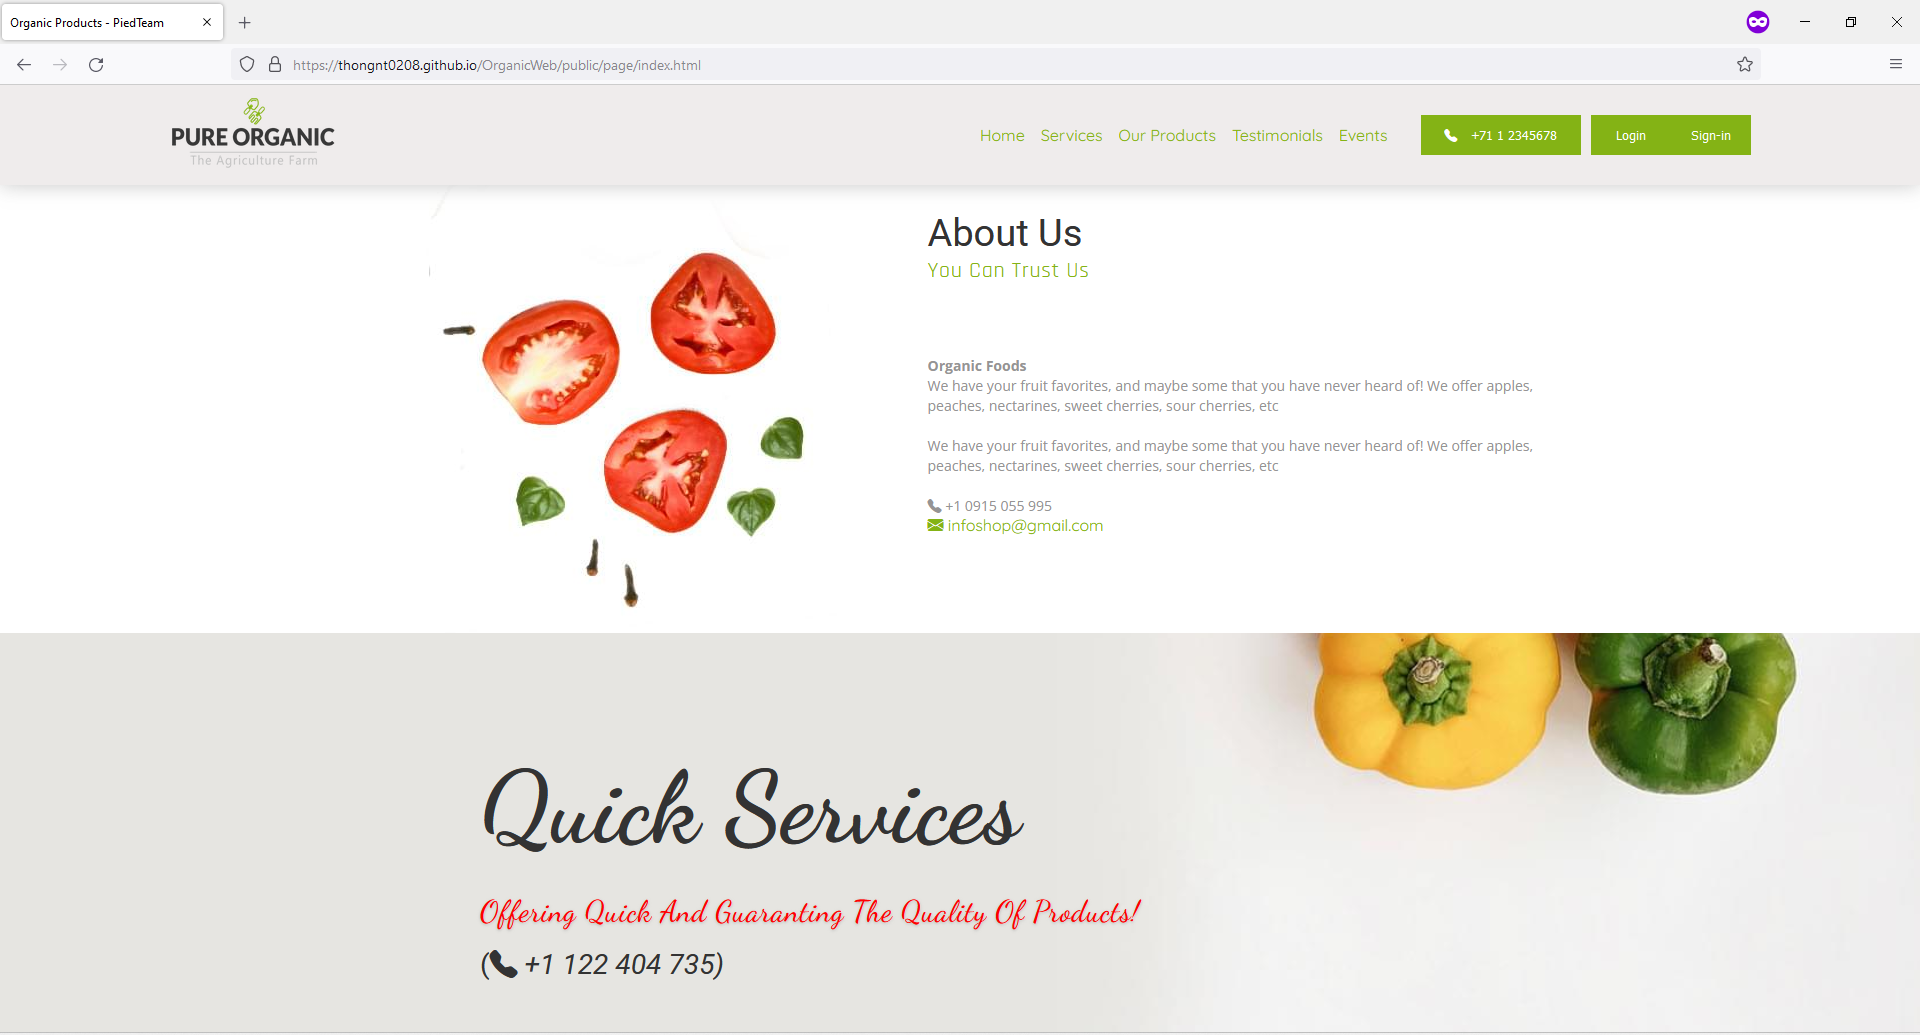 Organic Products - PiedTeam
https://thongnt0208.github.io/OrganicWeb/public/page/index.html
PURE ORGANIC
The Agriculture Farm
Home Services Our Products Testimonials Events +71 1 2345678 Login Sign-in
About Us
You Can Trust Us
Organic Foods
We have your fruit favorites, and maybe some that you have never heard of! We offer apples,
peaches, nectarines, sweet cherries, sour cherries, etc
We have your fruit favorites, and maybe some that you have never heard of! We offer apples,
peaches, nectarines, sweet cherries, sour cherries, etc
+1 0915 055 995
infoshop@gmail.com
Quick Services
Offering Quick And Guaranting The Quality Of Products!
( +1 122 404 735)